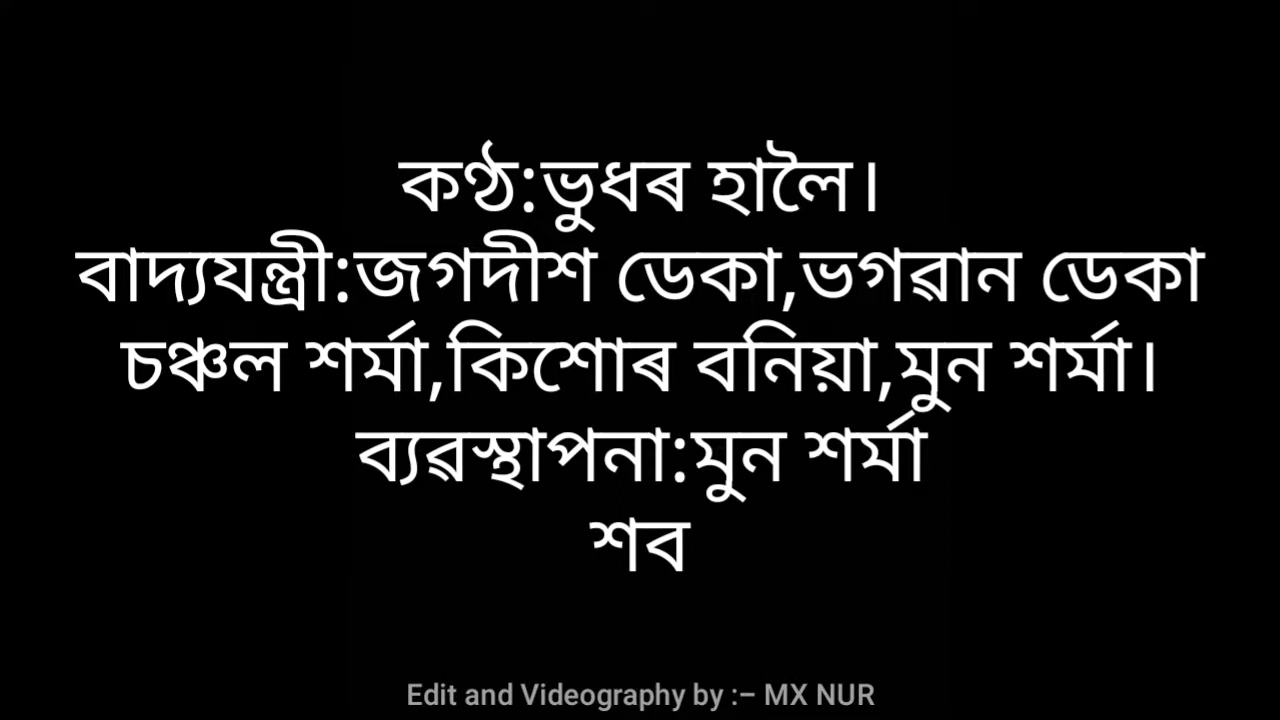 কণ্ঠ:ভুধৰ হালৈ।
বাদ্যযন্ত্ৰী:জগদীশ ডেকা,ভগৱান ডেকা
চঞ্চল শৰ্মা,কিশোৰ বনিয়া,মুন শৰ্মা।
ব্যৱস্থাপনা:মুন শৰ্মা
শব
Edit and Videography by :– MX NUR